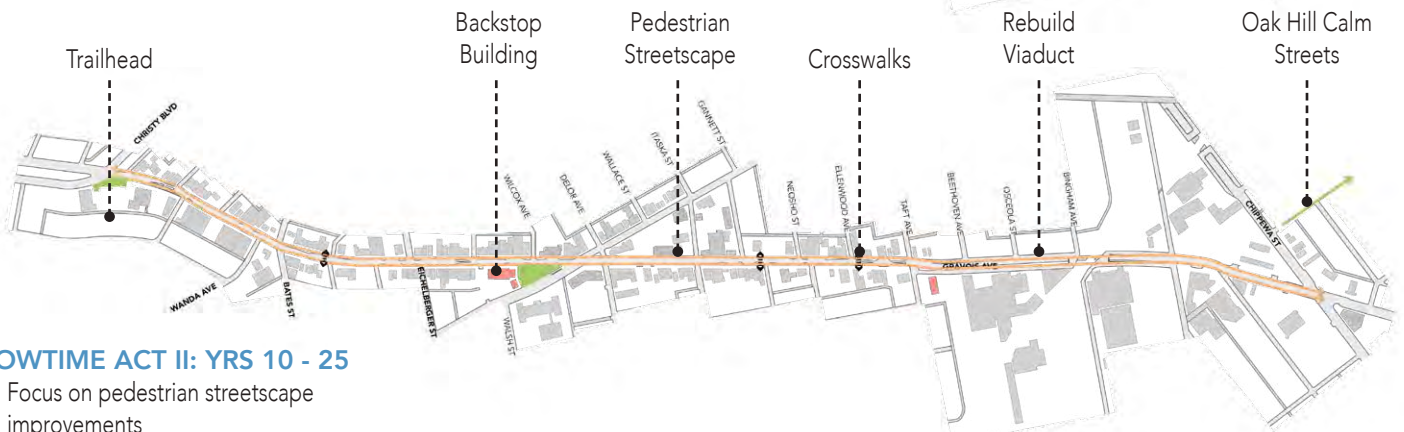 Trailhead
Backstop
Building
Pedestrian
Streetscape
Crosswalks
Rebuild
Viaduct
Oak Hill Calm
Streets
CHRISTY BLVD
WANDA AVE
BATES ST
EICHELBERGER ST
WILCOX AVE
WALSH ST
DELOR AVE
WALLACE ST
ITASKA ST
GANNETT ST
NEOSHO ST
ELLENWOOD AVE
TAFT AVE
BEETHOVEN AVE
OSCEOLA ST
BINGHAM AVE
GRAVOIS AVE
CHIPPEWA ST
OWTIME ACT II: YRS 10 - 25
Focus on pedestrian streetscape
improvements